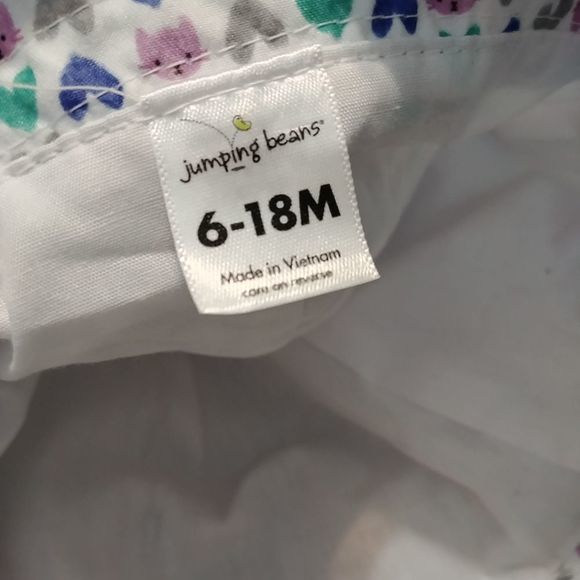 jumping beans®
6-18M
Made in Vietnam
care on reverse